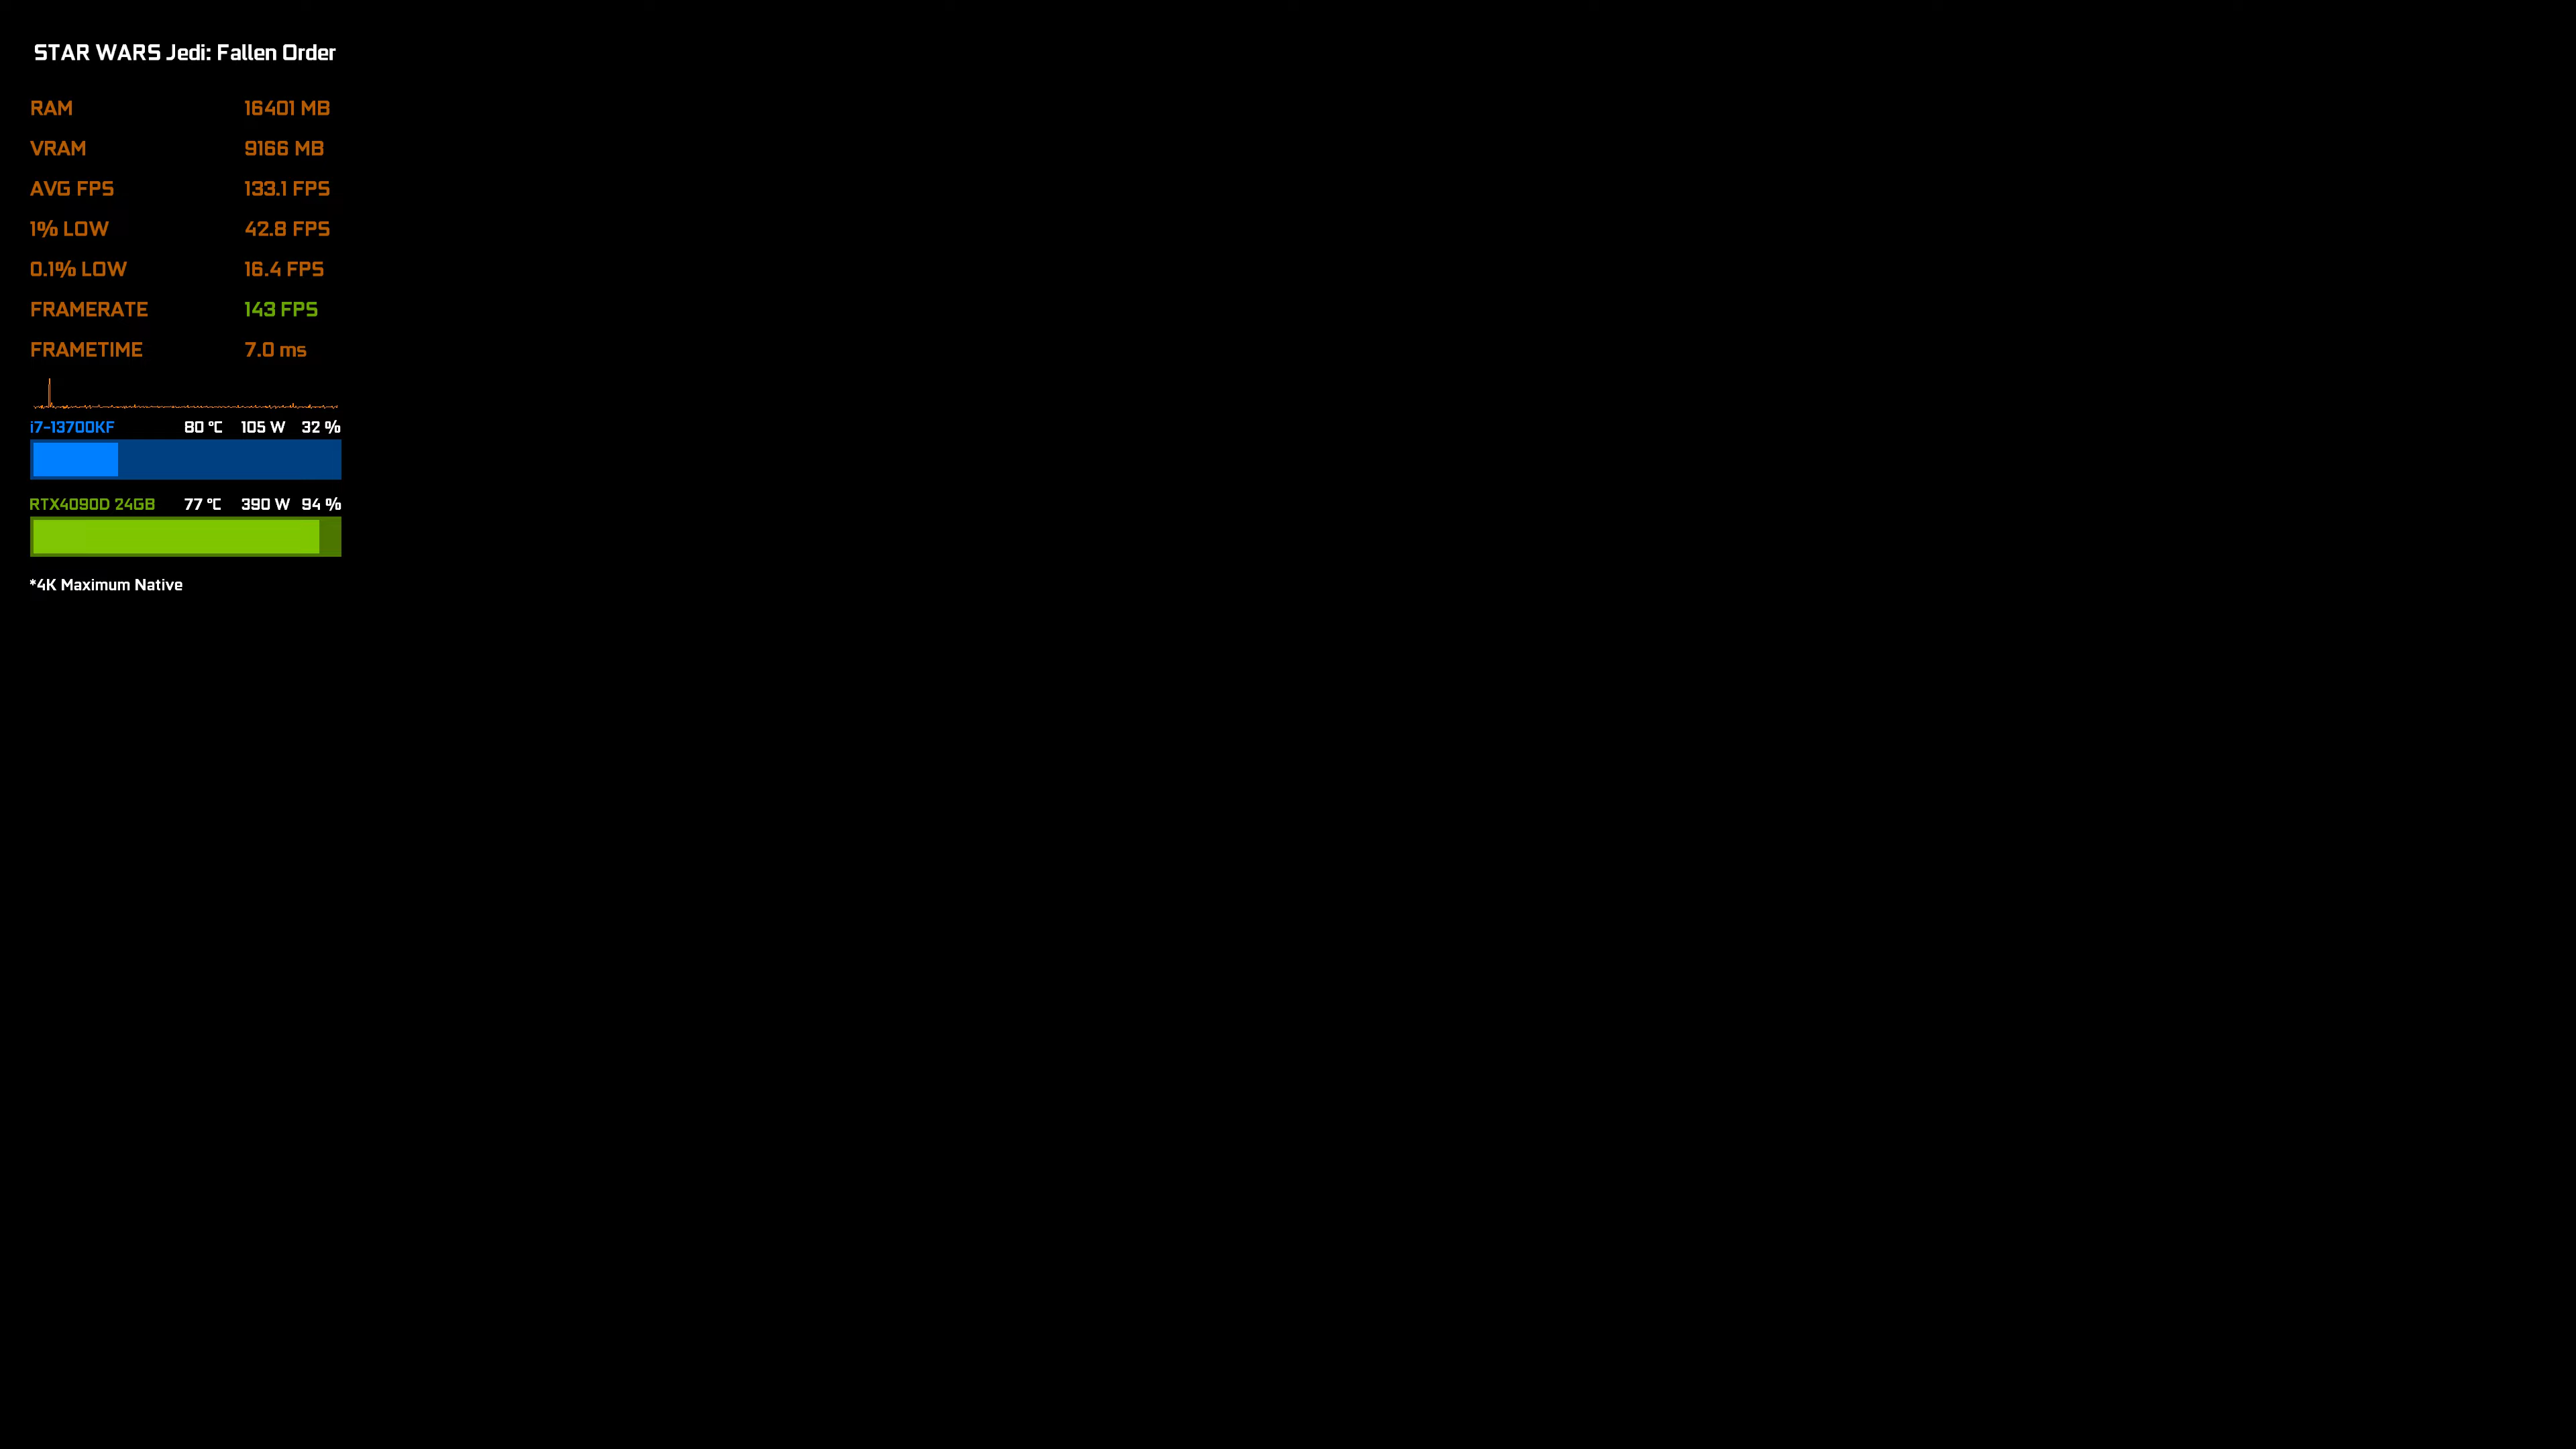 STAR WARS Jedi: Fallen Order
RAM 16401 MB
VRAM 9166 MB
AVG FPS 133.1 FPS
1% LOW 42.8 FPS
0.1% LOW 16.4 FPS
FRAMERATE 143 FPS
FRAMETIME 7.0 ms
i7-13700KF 80 °C 105 W 32 %
RTX4090D 24GB 77 °C 390 W 94 %
*4K Maximum Native